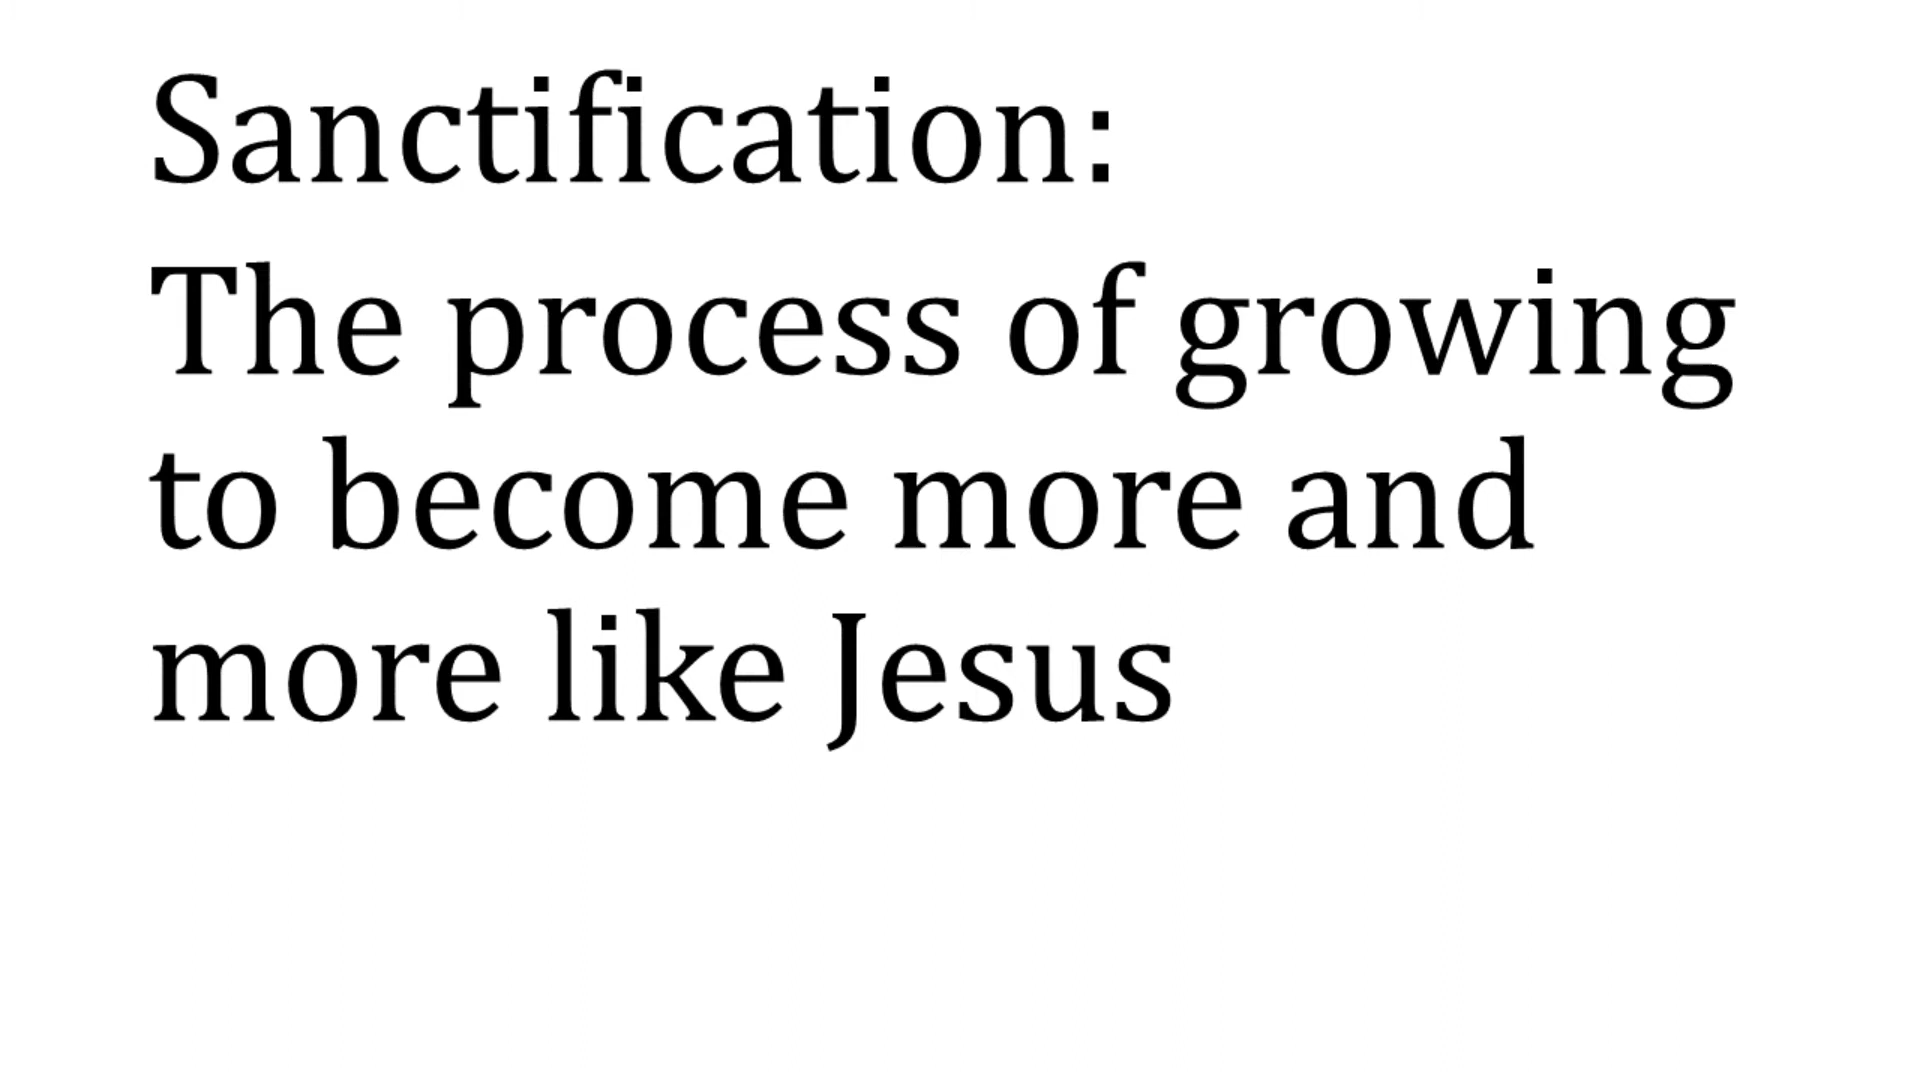 Sanctification:
The process of growing
to become more and
more like Jesus